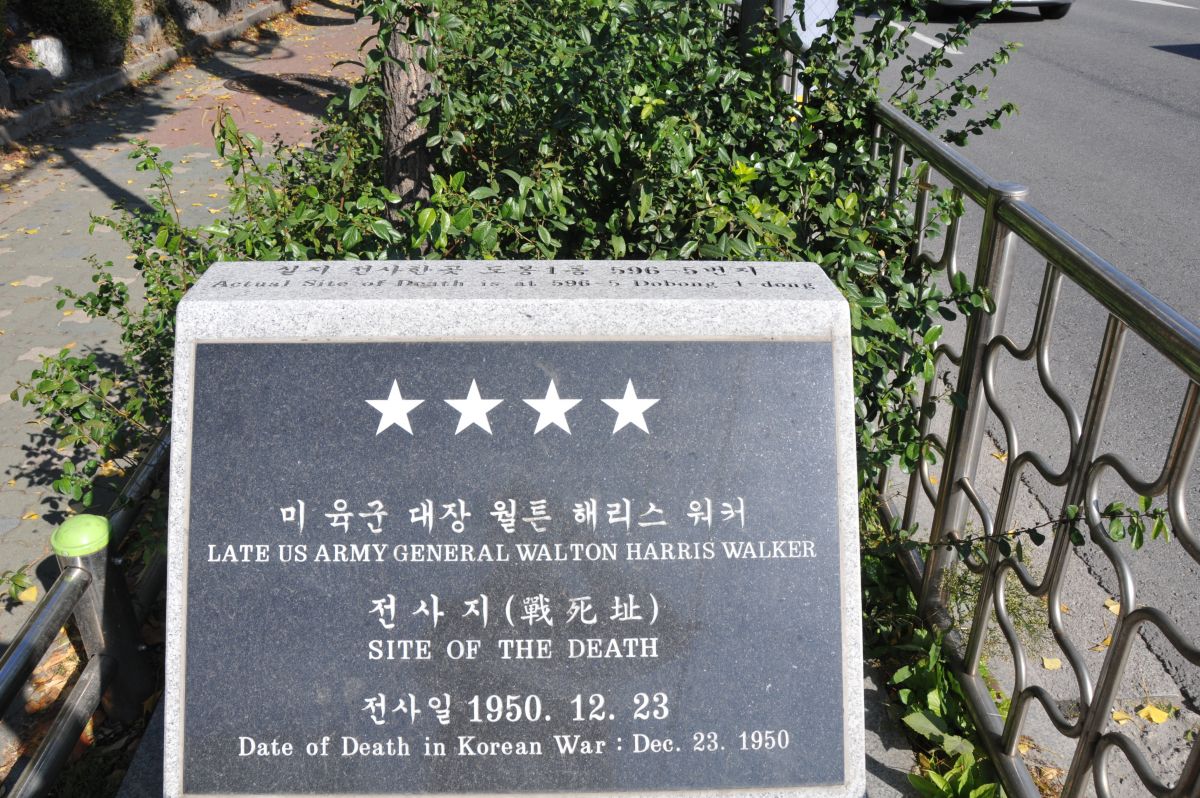 실지 전사한곳 도봉1동 596-5번지
Actual Site of Death is at 596-5 Dobong 1-dong
미 육군 대장 월튼 해리스 워커
LATE US ARMY GENERAL WALTON HARRIS WALKER
전사지(戰死址)
SITE OF THE DEATH
전사일 1950. 12. 23
Date of Death in Korean War : Dec. 23. 1950